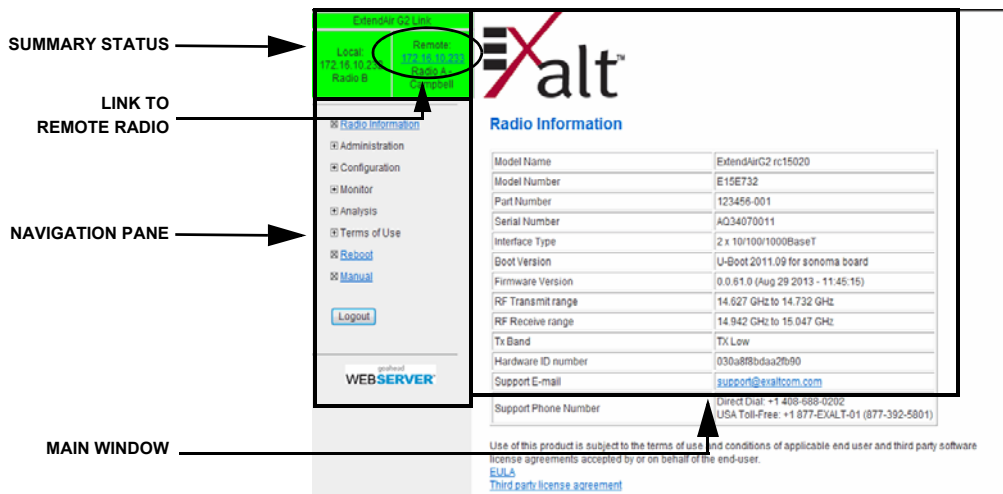 SUMMARY STATUS
LINK TO
REMOTE RADIO
NAVIGATION PANE
MAIN WINDOW
ExtendAir G2 Link
Local:
Radio B
Remote:
172.16.10.233
Radio A -
Campbell
Radio Information
Administration
Configuration
Monitor
Analysis
Terms of Use
Reboot
Manual
Logout
goahead
WEBSERVER
Exalt™
Radio Information
Model Name ExtendAirG2 rc15020
Model Number E15E732
Part Number 123456-001
Serial Number AQ34070011
Interface Type 2 x 10/100/1000BaseT
Boot Version U-Boot 2011.09 for sonoma board
Firmware Version 0.0.61.0 (Aug 29 2013 - 11:45:15)
RF Transmit range 14.627 GHz to 14.732 GHz
RF Receive range 14.942 GHz to 15.047 GHz
Tx Band TX Low
Hardware ID number 030a8f8bdaa2fb90
Support E-mail support@exaltcom.com
Support Phone Number Direct Dial: +1 408-688-0202
USA Toll-Free: +1 877-EXALT-01 (877-392-5801)
Use of this product is subject to the terms of use and conditions of applicable end user and third party software
license agreements accepted by or on behalf of the end-user.
EULA
Third party license agreement